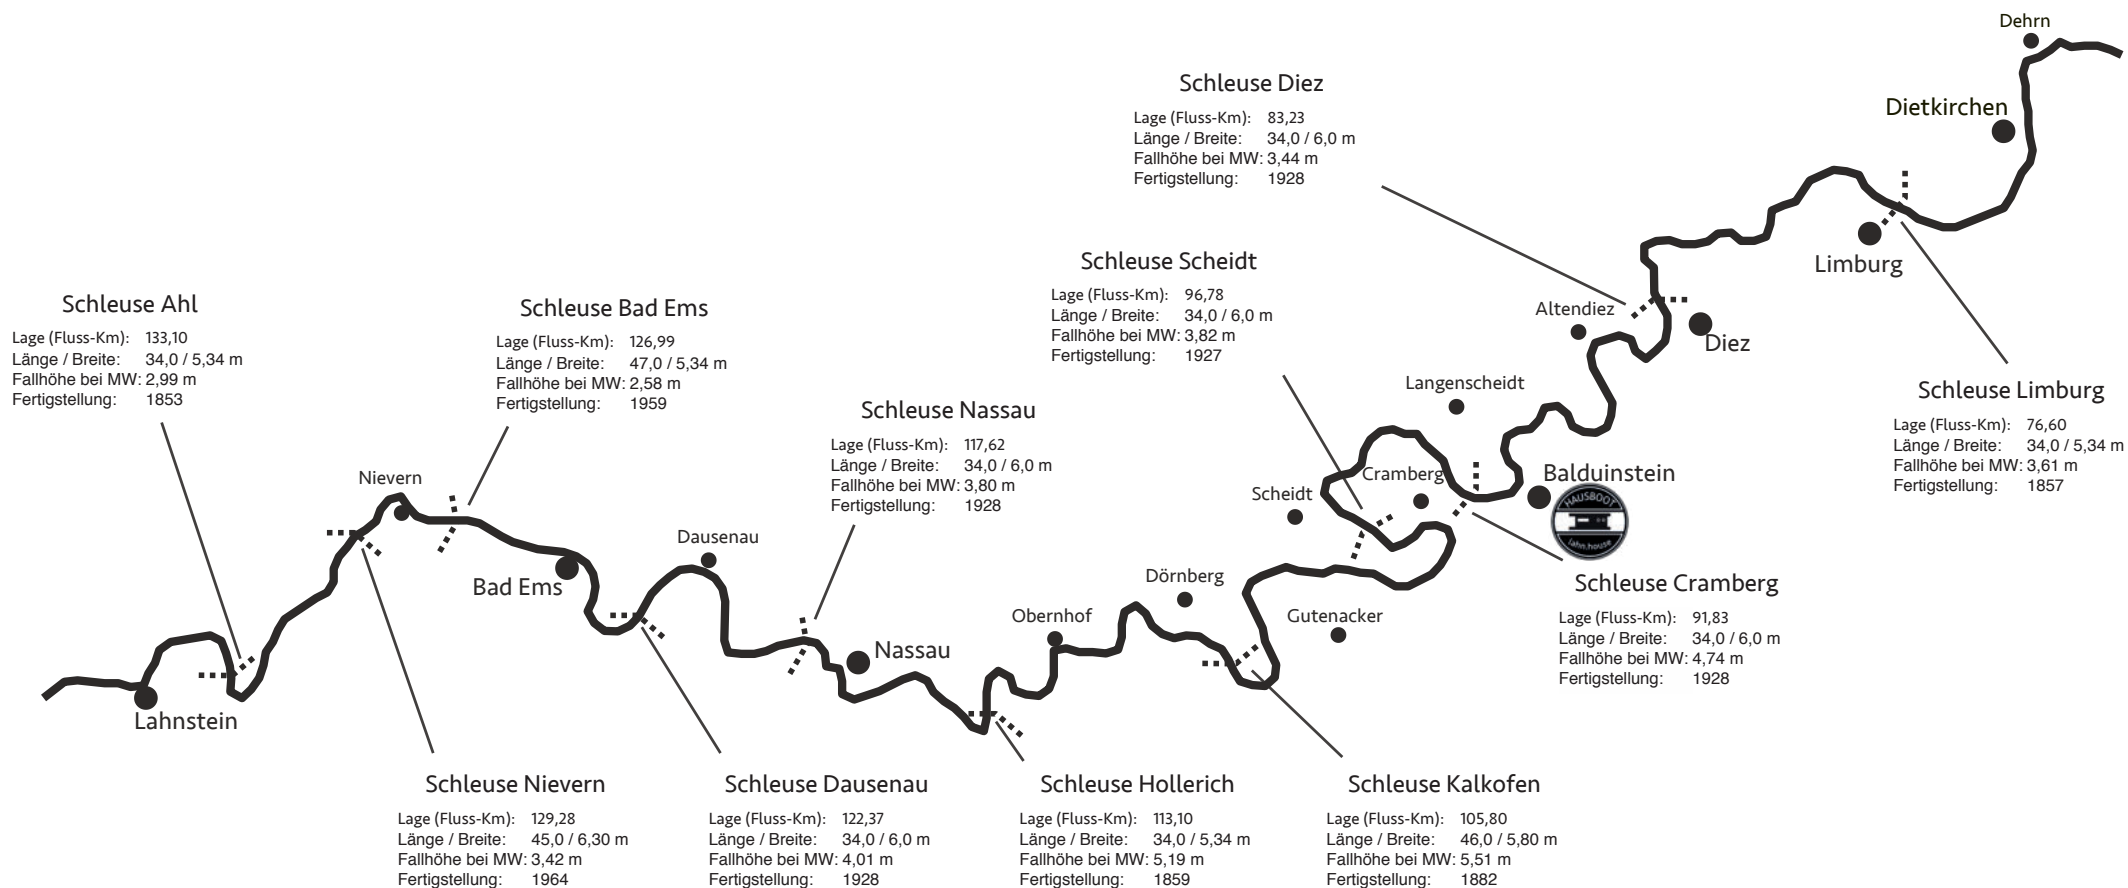 Dehrn
Schleuse Diez
Lage (Fluss-Km): 83,23
Länge / Breite: 34,0 / 6,0 m
Fallhöhe bei MW: 3,44 m
Fertigstellung: 1928
Dietkirchen
Limburg
Schleuse Scheidt
Lage (Fluss-Km): 96,78
Länge / Breite: 34,0 / 6,0 m
Fallhöhe bei MW: 3,82 m
Fertigstellung: 1927
Altendiez
Diez
Schleuse Ahl
Lage (Fluss-Km): 133,10
Länge / Breite: 34,0 / 5,34 m
Fallhöhe bei MW: 2,99 m
Fertigstellung: 1853
Schleuse Bad Ems
Lage (Fluss-Km): 126,99
Länge / Breite: 47,0 / 5,34 m
Fallhöhe bei MW: 2,58 m
Fertigstellung: 1959
Schleuse Nassau
Lage (Fluss-Km): 117,62
Länge / Breite: 34,0 / 6,0 m
Fallhöhe bei MW: 3,80 m
Fertigstellung: 1928
Langenscheidt
Schleuse Limburg
Lage (Fluss-Km): 76,60
Länge / Breite: 34,0 / 5,34 m
Fallhöhe bei MW: 3,61 m
Fertigstellung: 1857
Nievern
Cramberg
Scheidt
Balduinstein
HAUSBOOT
lahn.house
Bad Ems
Dausenau
Dörnberg
Obernhof
Gutenacker
Schleuse Cramberg
Lage (Fluss-Km): 91,83
Länge / Breite: 34,0 / 6,0 m
Fallhöhe bei MW: 4,74 m
Fertigstellung: 1928
Nassau
Lahnstein
Schleuse Nievern
Lage (Fluss-Km): 129,28
Länge / Breite: 45,0 / 6,30 m
Fallhöhe bei MW: 3,42 m
Fertigstellung: 1964
Schleuse Dausenau
Lage (Fluss-Km): 122,37
Länge / Breite: 34,0 / 6,0 m
Fallhöhe bei MW: 4,01 m
Fertigstellung: 1928
Schleuse Hollerich
Lage (Fluss-Km): 113,10
Länge / Breite: 34,0 / 5,34 m
Fallhöhe bei MW: 5,19 m
Fertigstellung: 1859
Schleuse Kalkofen
Lage (Fluss-Km): 105,80
Länge / Breite: 46,0 / 5,80 m
Fallhöhe bei MW: 5,51 m
Fertigstellung: 1882